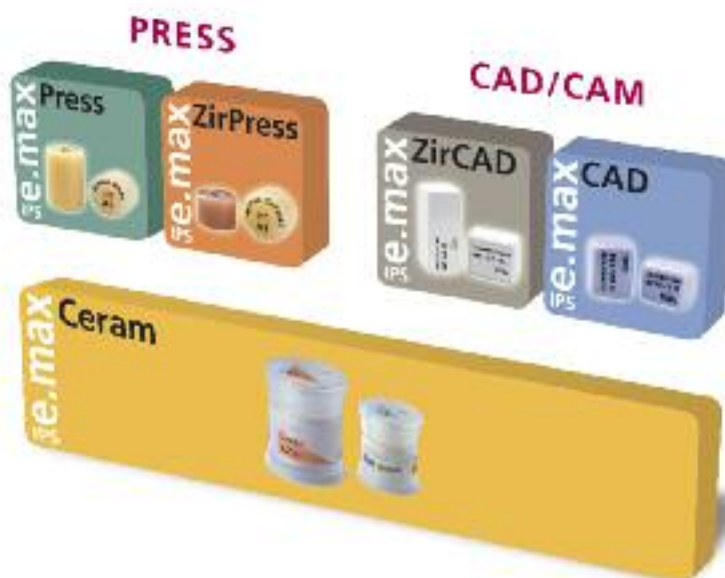 PRESS
CAD/CAM
IPS e.max Press
IPS e.max ZirPress
IPS e.max ZirCAD
IPS e.max CAD
IPS e.max Ceram